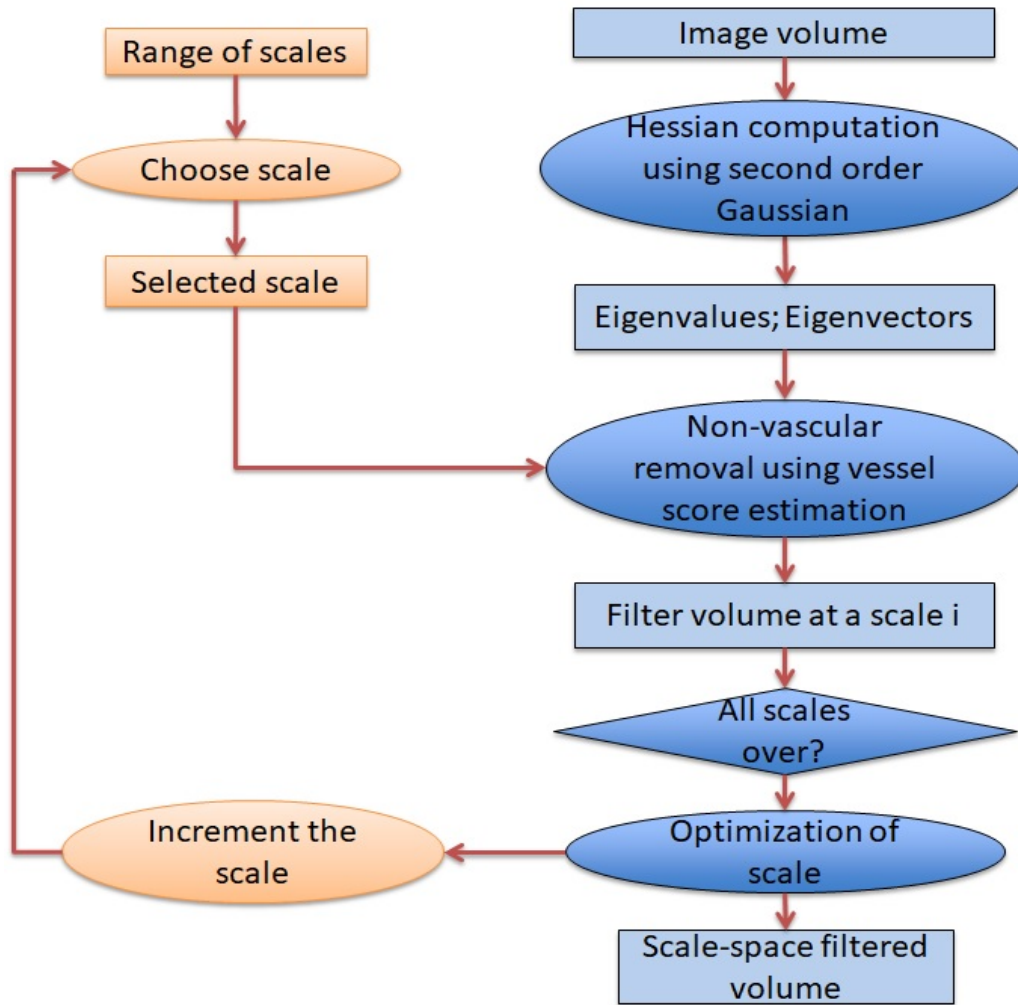 Range of scales
Choose scale
Selected scale
Image volume
Hessian computation
using second order
Gaussian
Eigenvalues; Eigenvectors
Non-vascular
removal using vessel
score estimation
Filter volume at a scale i
All scales
over?
Optimization of
scale
Increment the
scale
Scale-space filtered
volume